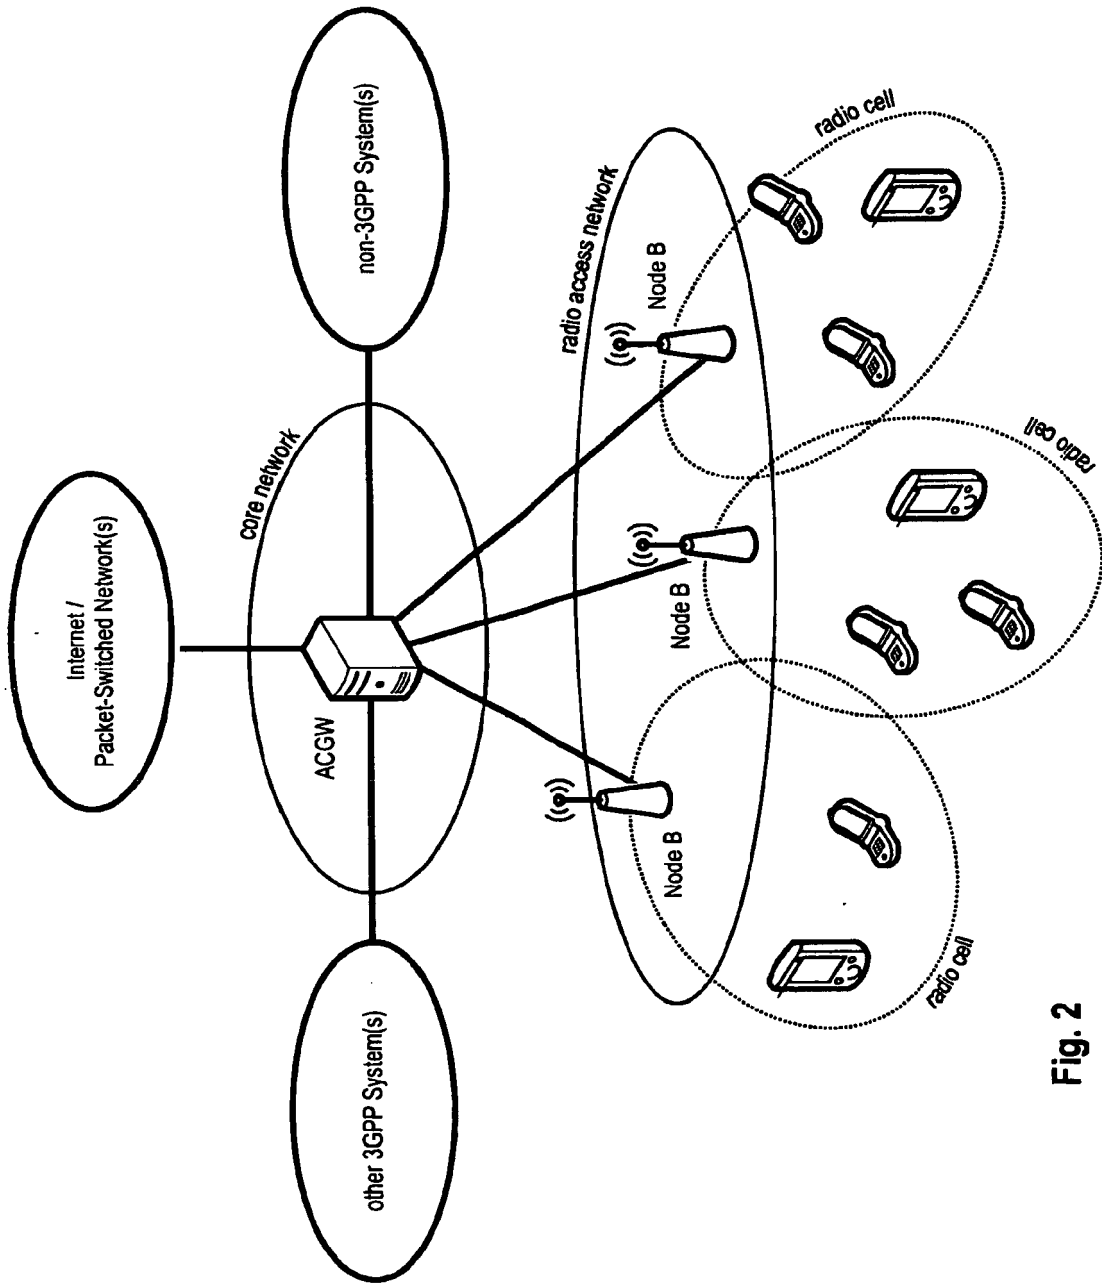 Internet /
Packet-Switched Network(s)
core network
ACGW
other 3GPP System(s)
non-3GPP System(s)
radio access network
Node B
Node B
Node B
radio cell
radio cell
radio cell
Fig. 2